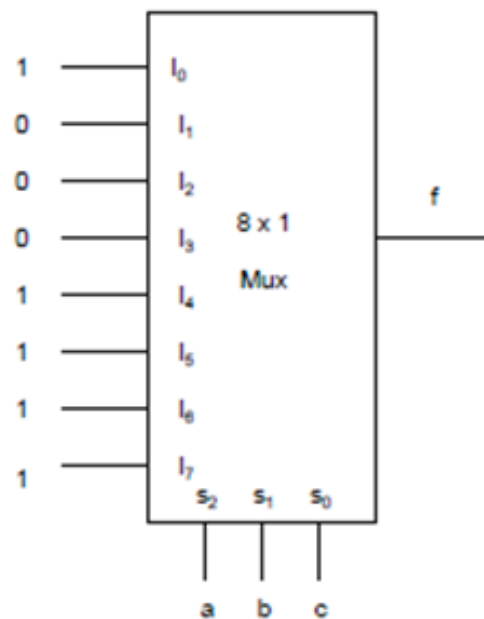 1 I₀
0 I₁
0 I₂
f
0 I₃ 8 x 1
Mux
1 I₄
1 I₅
1 I₆
1 I₇
s₂ s₁ s₀
a b c